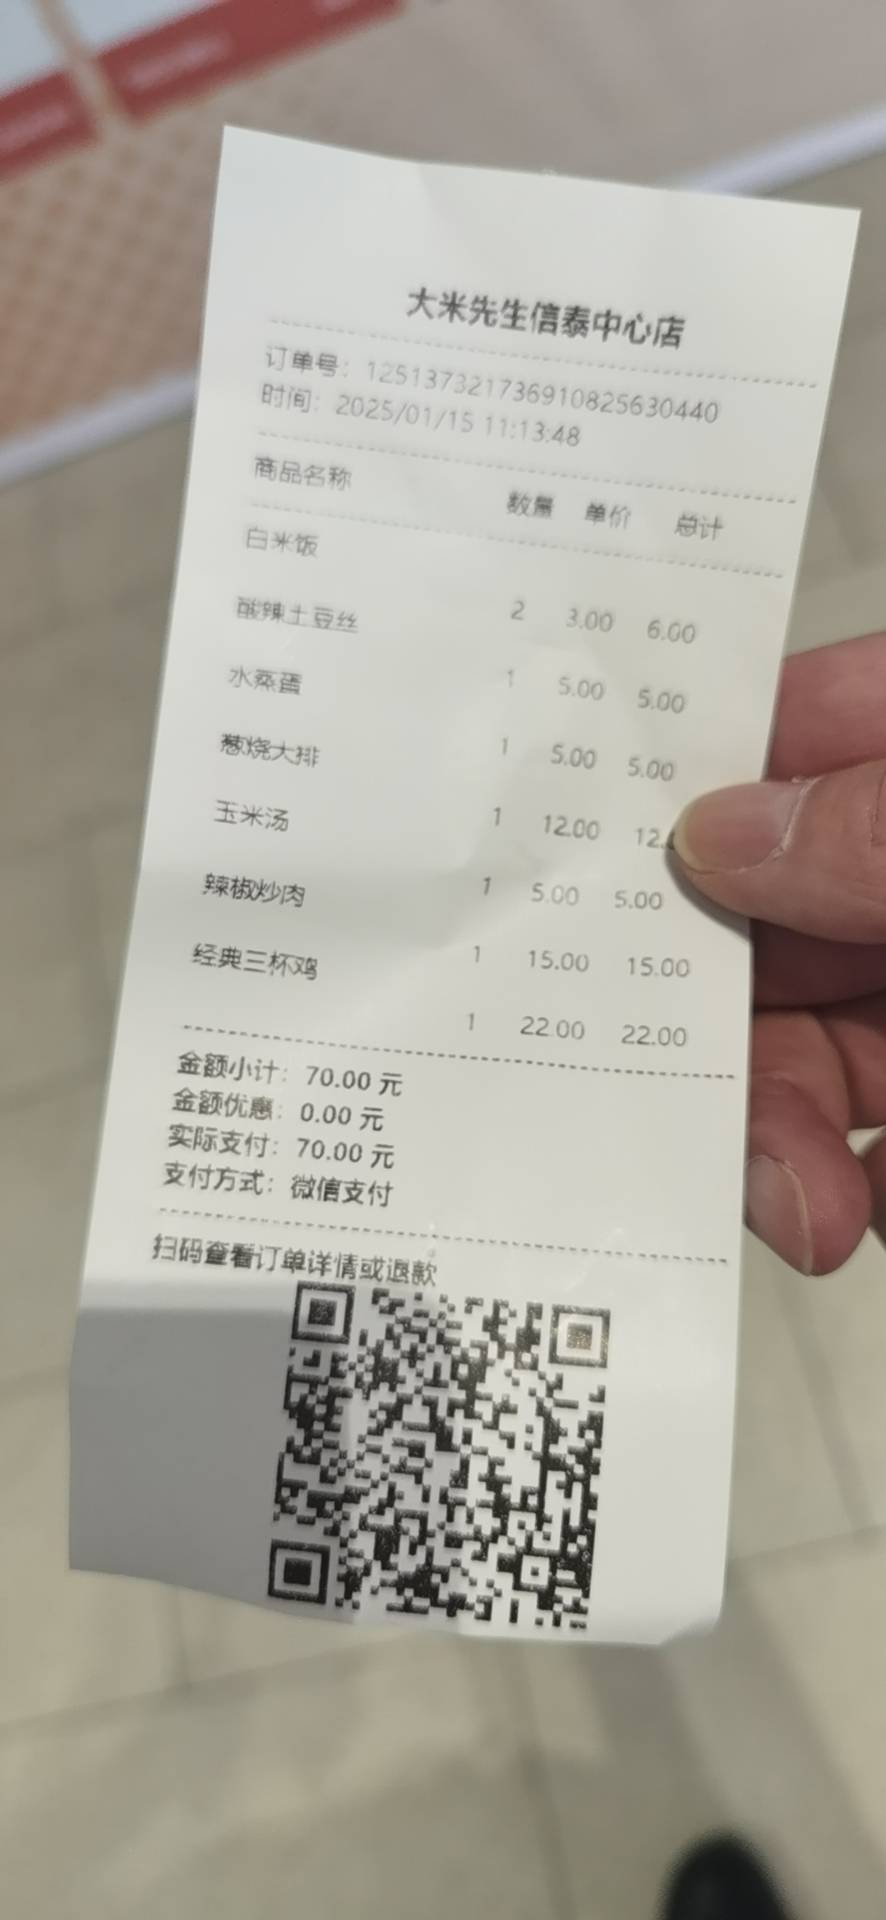 大米先生信泰中心店
订单号：12513732173691082563044​0
时间：2025/01/15 11:13:48
商品名称 数量 单价 总计
白米饭
2 3.00 6.00
酸辣土豆丝
1 5.00 5.00
水蒸蛋
1 5.00 5.00
葱烧大排
1 12.00 12.
玉米汤
1 5.00 5.00
辣椒炒肉
1 15.00 15.00
经典三杯鸡
1 22.00 22.00
金额小计：70.00 元
金额优惠：0.00 元
实际支付：70.00 元
支付方式：微信支付
扫码查看订单详情或退款